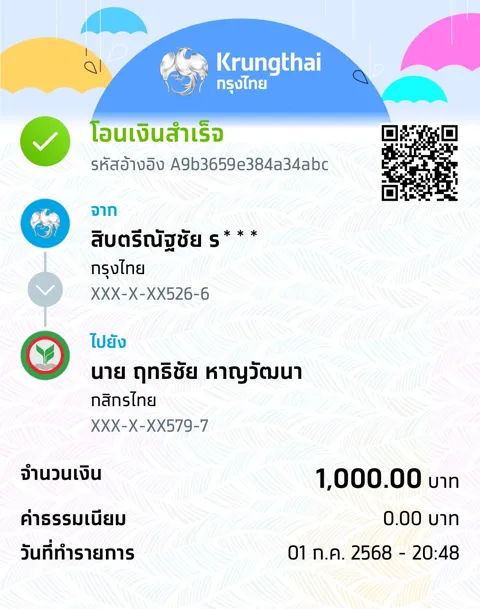 Krungthai
กรุงไทย
โอนเงินสำเร็จ
รหัสอ้างอิง A9b3659e384a34abc
จาก
สิบตรีณัฐชัย ร***
กรุงไทย
XXX-X-XX526-6
ไปยัง
นาย ฤทธิชัย หาญวัฒนา
กสิกรไทย
XXX-X-XX579-7
จำนวนเงิน 1,000.00 บาท
ค่าธรรมเนียม 0.00 บาท
วันที่ทำรายการ 01 ก.ค. 2568 - 20:48